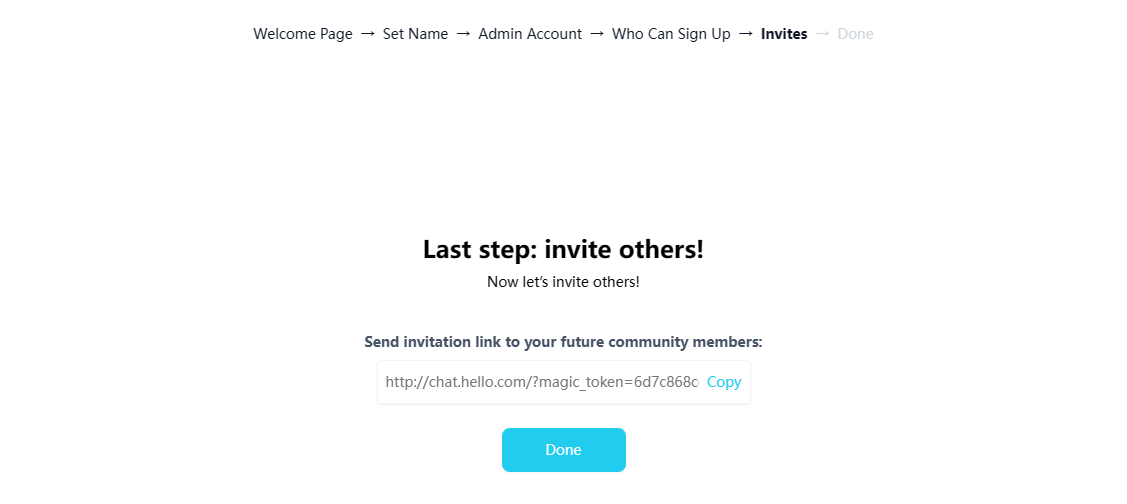 Welcome Page → Set Name → Admin Account → Who Can Sign Up → Invites → Done
Last step: invite others!
Now let’s invite others!
Send invitation link to your future community members:
http://chat.hello.com/?magic_token=6d7c868c Copy
Done